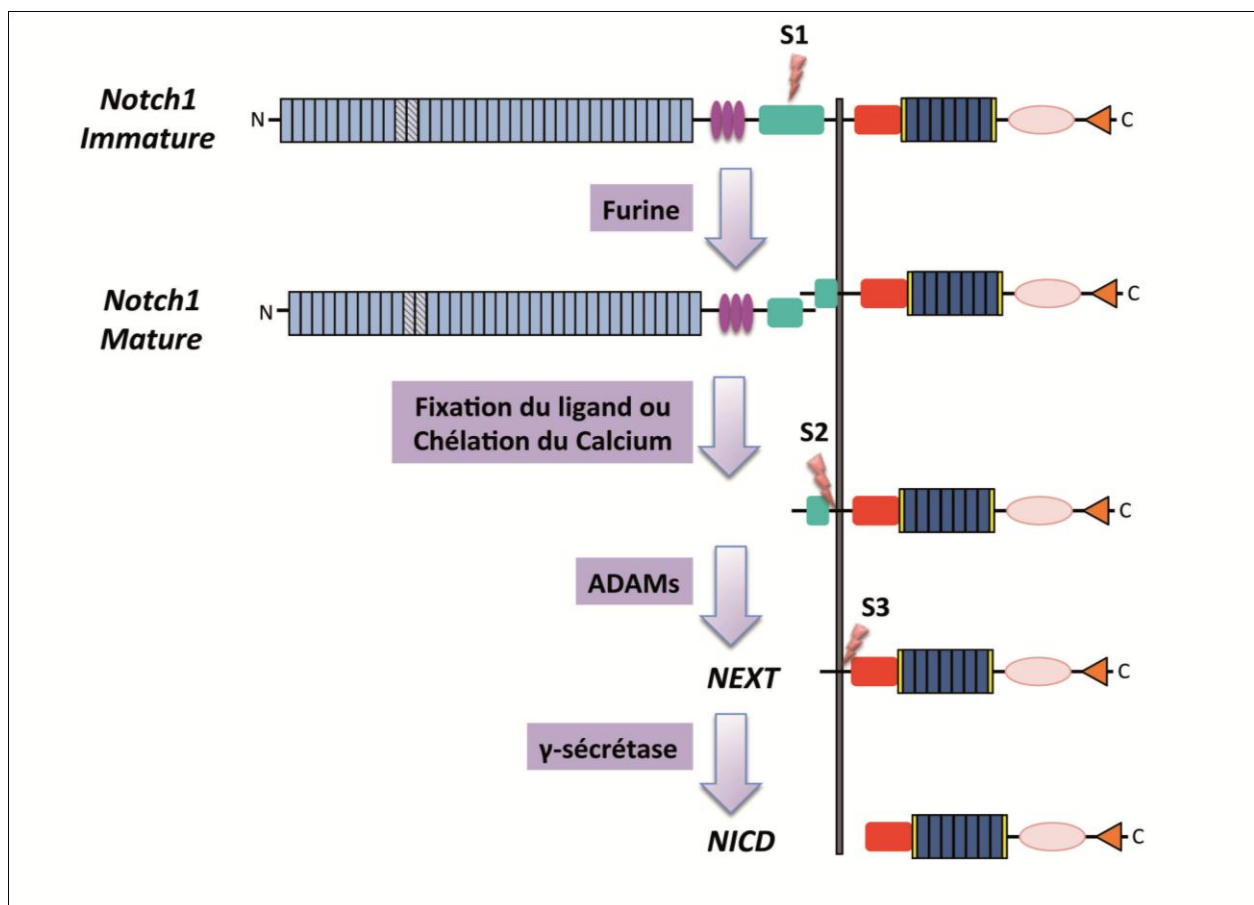 S1
Notch1
Immature
N
C
Furine
Notch1
Mature
N
C
Fixation du ligand ou
Chélation du Calcium
S2
C
ADAMs
S3
NEXT
C
γ-sécrétase
NICD
C